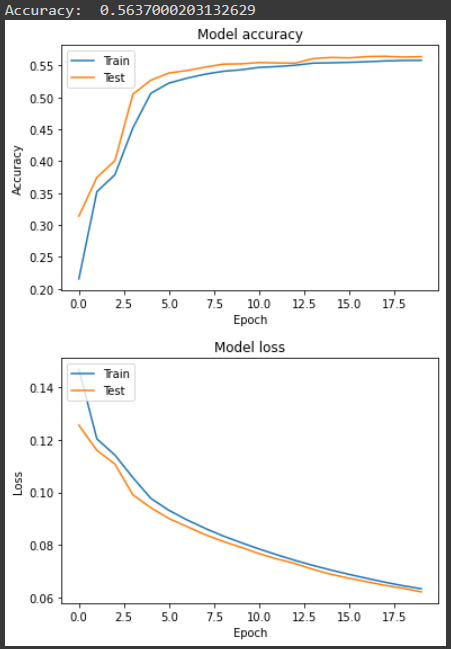 Accuracy:  0.5637000203132629
Model accuracy
Train
Test
0.55
0.50
0.45
0.40
0.35
0.30
0.25
0.20
Accuracy
0.0 2.5 5.0 7.5 10.0 12.5 15.0 17.5
Epoch
Model loss
Train
Test
0.14
0.12
0.10
0.08
0.06
Loss
0.0 2.5 5.0 7.5 10.0 12.5 15.0 17.5
Epoch